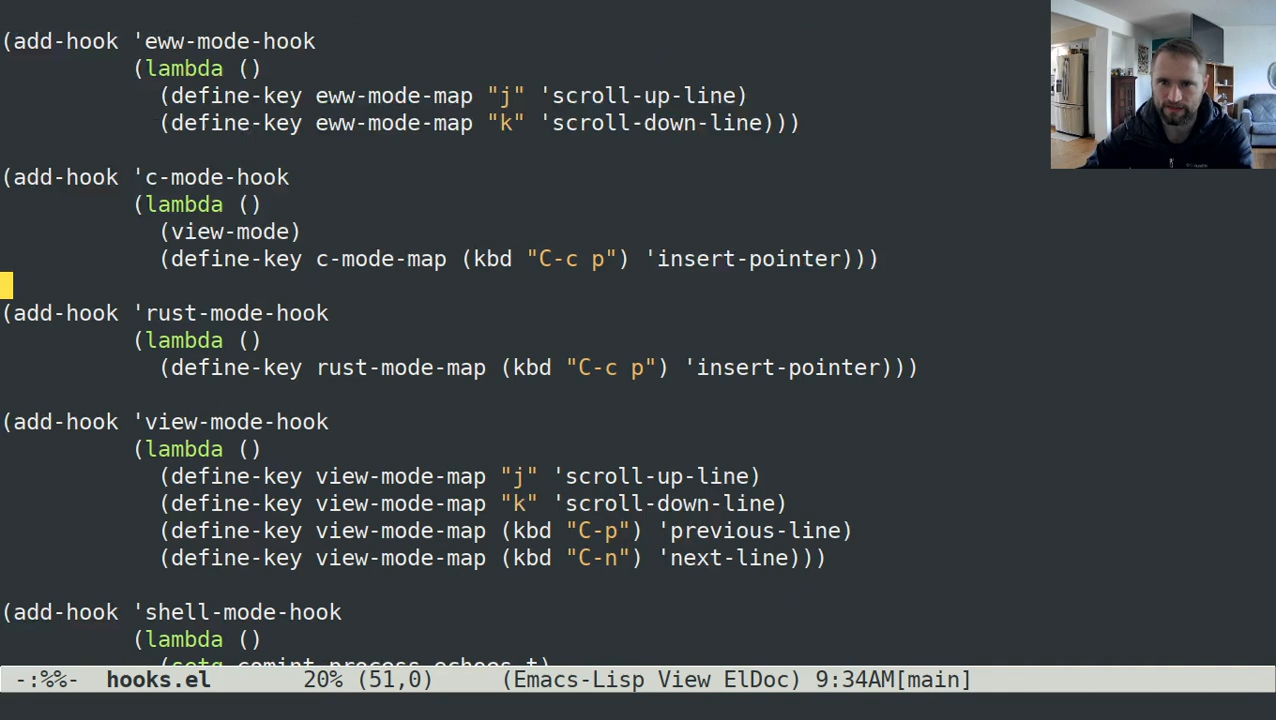 (add-hook 'eww-mode-hook
(lambda ()
(define-key eww-mode-map "j" 'scroll-up-line)
(define-key eww-mode-map "k" 'scroll-down-line)))
(add-hook 'c-mode-hook
(lambda ()
(view-mode)
(define-key c-mode-map (kbd "C-c p") 'insert-pointer)))
(add-hook 'rust-mode-hook
(lambda ()
(define-key rust-mode-map (kbd "C-c p") 'insert-pointer)))
(add-hook 'view-mode-hook
(lambda ()
(define-key view-mode-map "j" 'scroll-up-line)
(define-key view-mode-map "k" 'scroll-down-line)
(define-key view-mode-map (kbd "C-p") 'previous-line)
(define-key view-mode-map (kbd "C-n") 'next-line)))
(add-hook 'shell-mode-hook
(lambda ()
(setq comint-process-echoes t)
-:%%- hooks.el 20% (51,0) (Emacs-Lisp View ElDoc) 9:34AM[main]